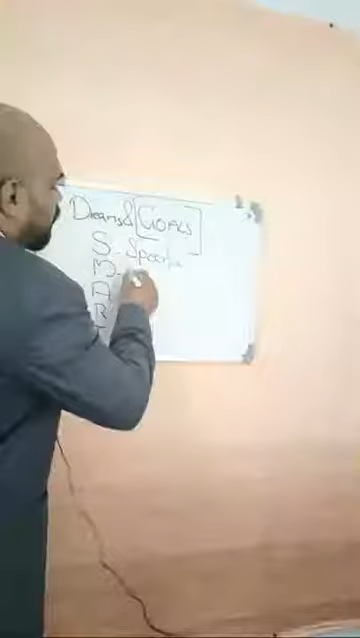 Dreams & GOALS
S - Specific
M -
A
R
T